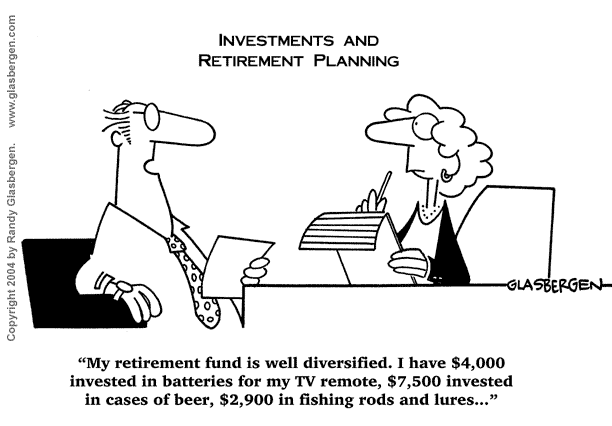 INVESTMENTS AND
RETIREMENT PLANNING
Copyright 2004 by Randy Glasbergen. www.glasbergen.com
GLASBERGEN
“My retirement fund is well diversified. I have $4,000
invested in batteries for my TV remote, $7,500 invested
in cases of beer, $2,900 in fishing rods and lures...”